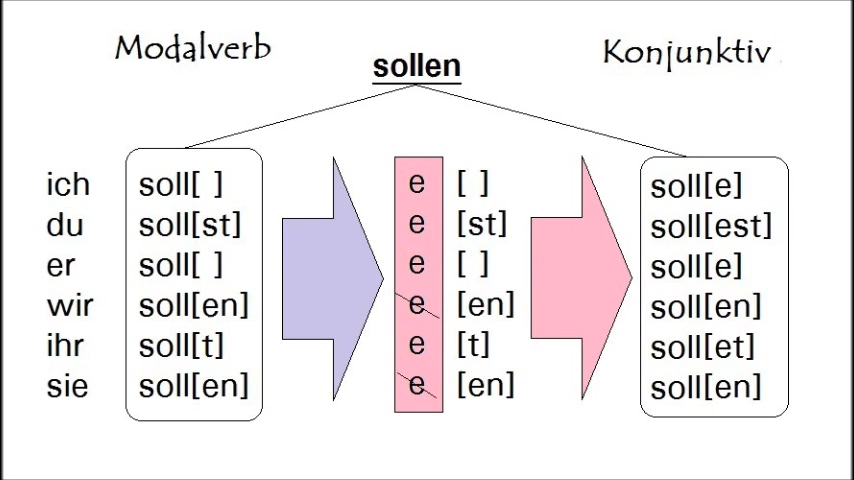 Modalverb
sollen
Konjunktiv
ich soll[ ] e [ ] soll[e]
du soll[st] e [st] soll[est]
er soll[ ] e [ ] soll[e]
wir soll[en] e [en] soll[en]
ihr soll[t] e [t] soll[et]
sie soll[en] e [en] soll[en]